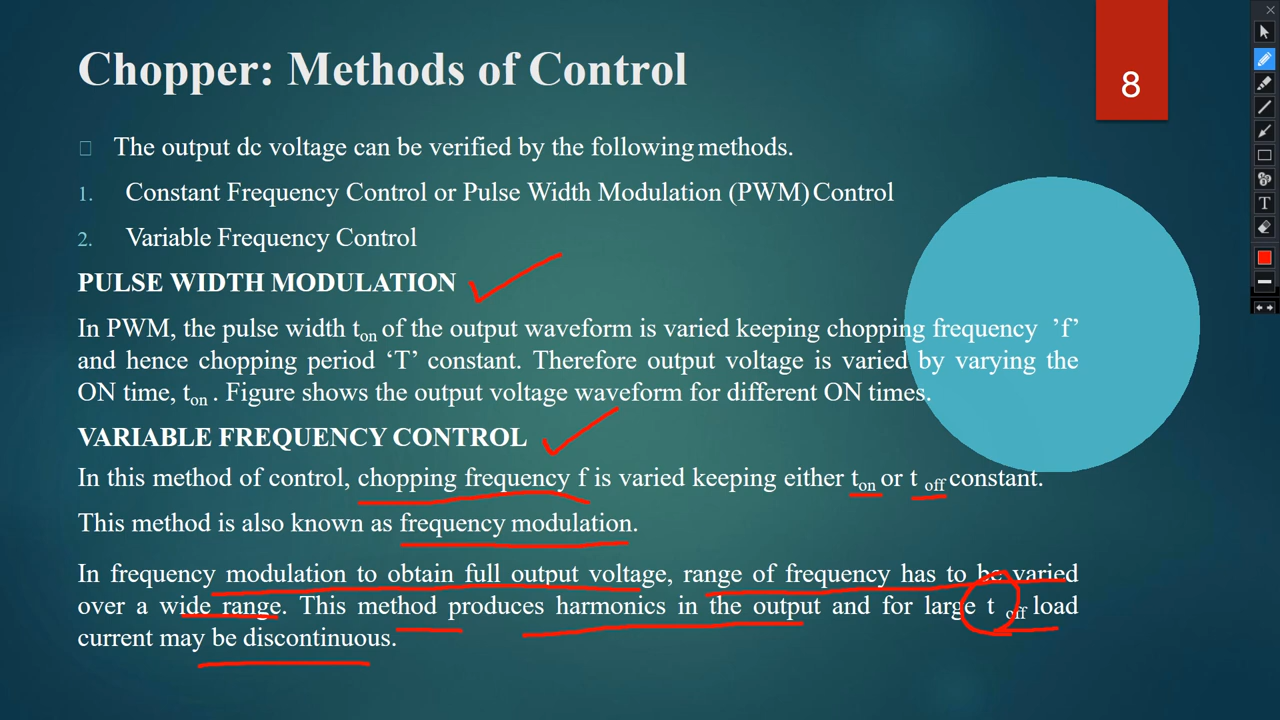 Chopper: Methods of Control
8
The output dc voltage can be verified by the following methods.
1. Constant Frequency Control or Pulse Width Modulation (PWM) Control
2. Variable Frequency Control
PULSE WIDTH MODULATION
In PWM, the pulse width ton of the output waveform is varied keeping chopping frequency ’f’
and hence chopping period ‘T’ constant. Therefore output voltage is varied by varying the
ON time, ton . Figure shows the output voltage waveform for different ON times.
VARIABLE FREQUENCY CONTROL
In this method of control, chopping frequency f is varied keeping either ton or t off constant.
This method is also known as frequency modulation.
In frequency modulation to obtain full output voltage, range of frequency has to be varied
over a wide range. This method produces harmonics in the output and for large t off load
current may be discontinuous.
T